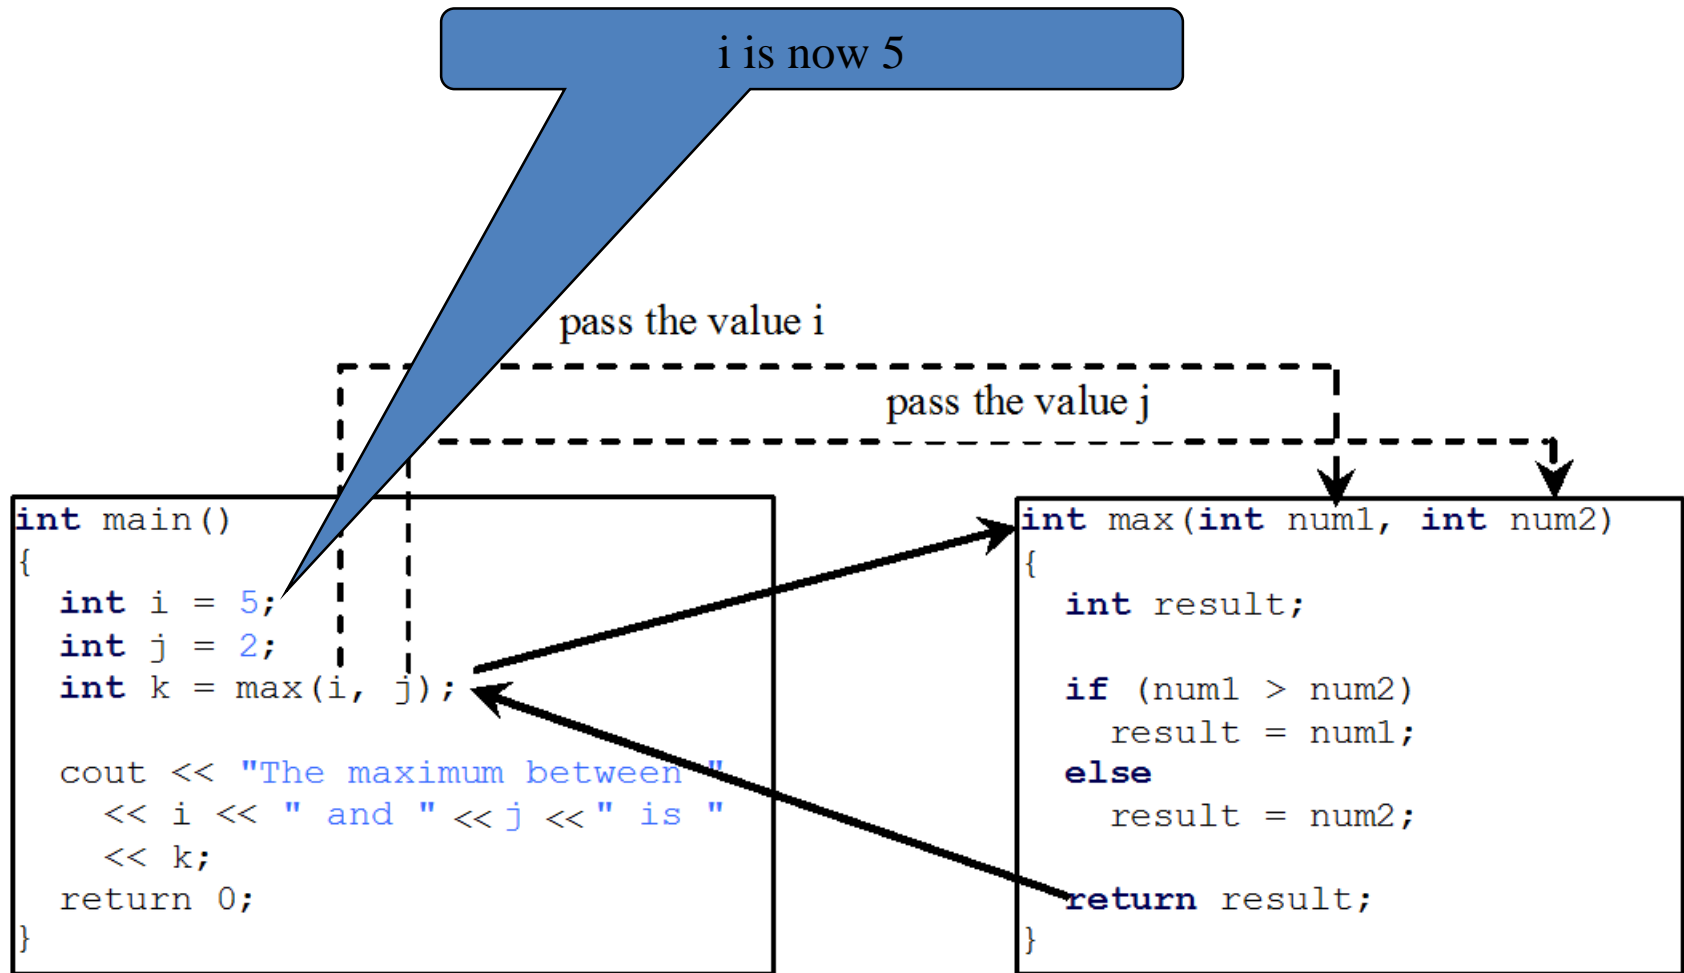 i is now 5
pass the value i
pass the value j
int main()
{
  int i = 5;
  int j = 2;
  int k = max(i, j);
  cout << "The maximum between "
    << i << " and " << j << " is "
    << k;
  return 0;
}
int max(int num1, int num2)
{
  int result;
  if (num1 > num2)
    result = num1;
  else
    result = num2;
  return result;
}